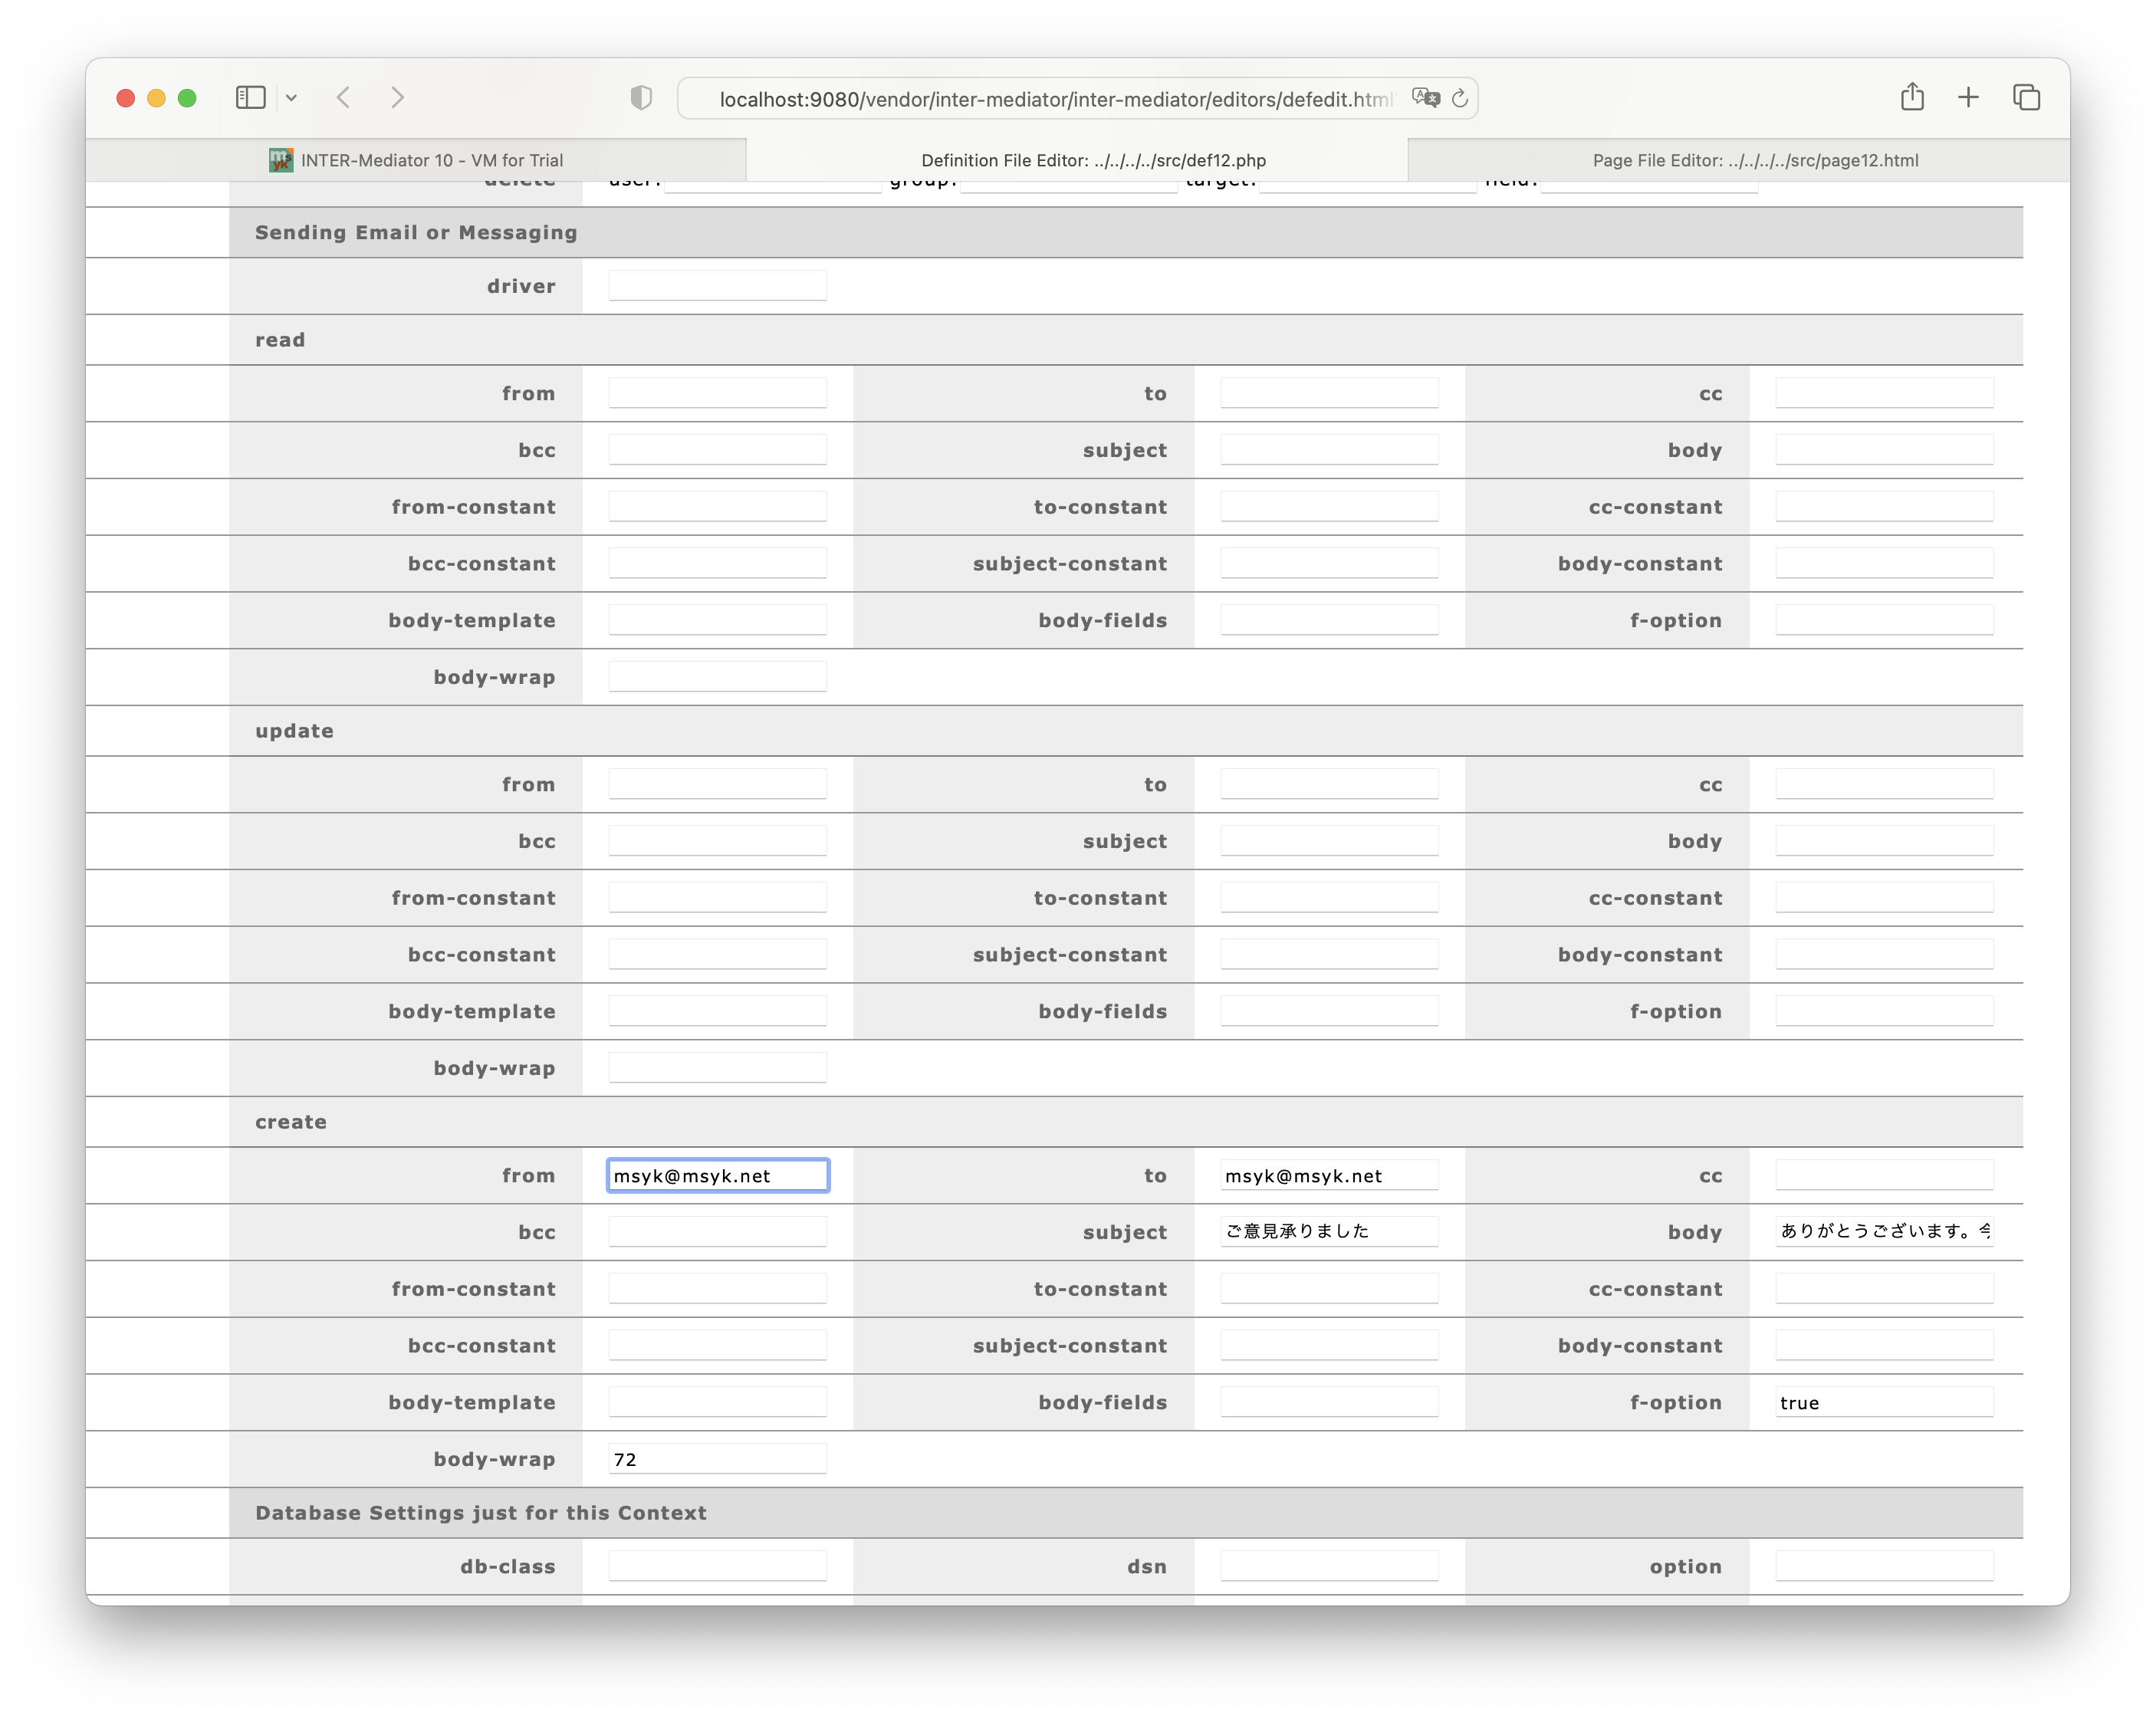 localhost:9080/vendor/inter-mediator/inter-mediator/editors/defedit.html
INTER-Mediator 10 - VM for Trial
Definition File Editor: ../../../../src/def12.php
Page File Editor: ../../../../src/page12.html
delete user: group: target: field:
Sending Email or Messaging
driver
read
from to cc
bcc subject body
from-constant to-constant cc-constant
bcc-constant subject-constant body-constant
body-template body-fields f-option
body-wrap
update
from to cc
bcc subject body
from-constant to-constant cc-constant
bcc-constant subject-constant body-constant
body-template body-fields f-option
body-wrap
create
from msyk@msyk.net to msyk@msyk.net cc
bcc subject ご意見承りました body ありがとうございます。今
from-constant to-constant cc-constant
bcc-constant subject-constant body-constant
body-template body-fields f-option true
body-wrap 72
Database Settings just for this Context
db-class dsn option